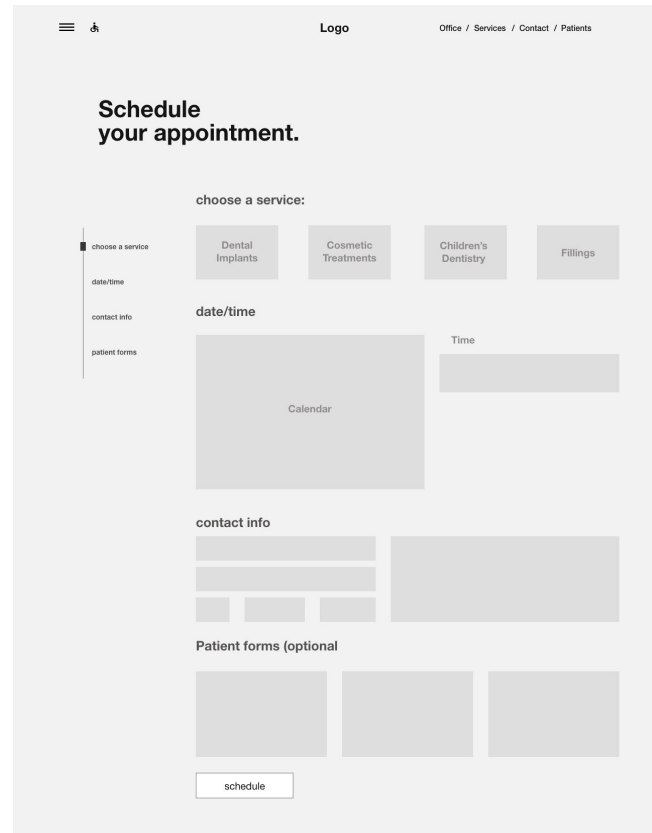 Logo
Office / Services / Contact / Patients
Schedule
your appointment.
choose a service:
choose a service
date/time
contact info
patient forms
Dental
Implants
Cosmetic
Treatments
Children's
Dentistry
Fillings
date/time
Time
Calendar
contact info
Patient forms (optional
schedule